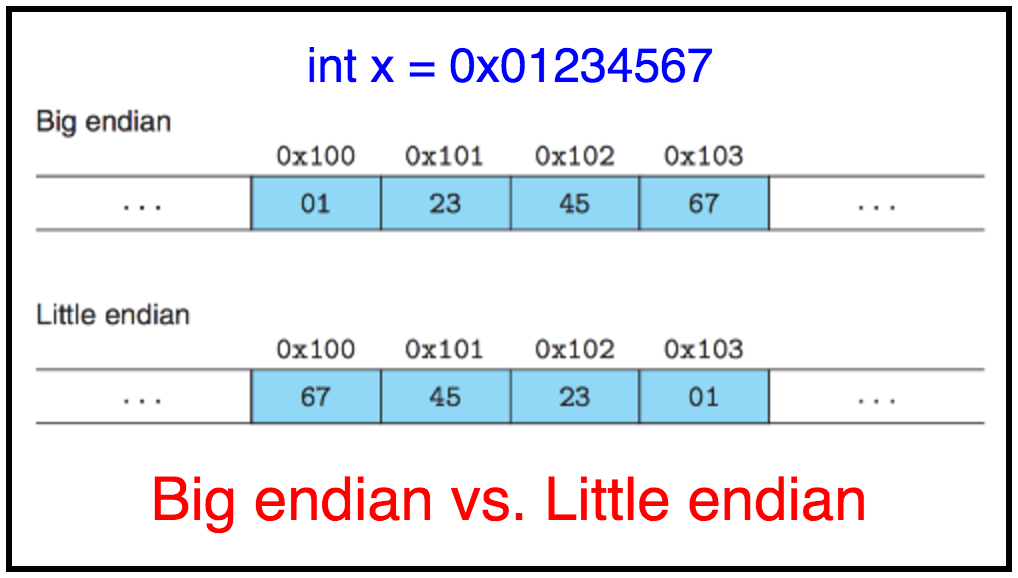 int x = 0x01234567
Big endian
0x100 0x101 0x102 0x103
... 01 23 45 67 ...
Little endian
0x100 0x101 0x102 0x103
... 67 45 23 01 ...
Big endian vs. Little endian